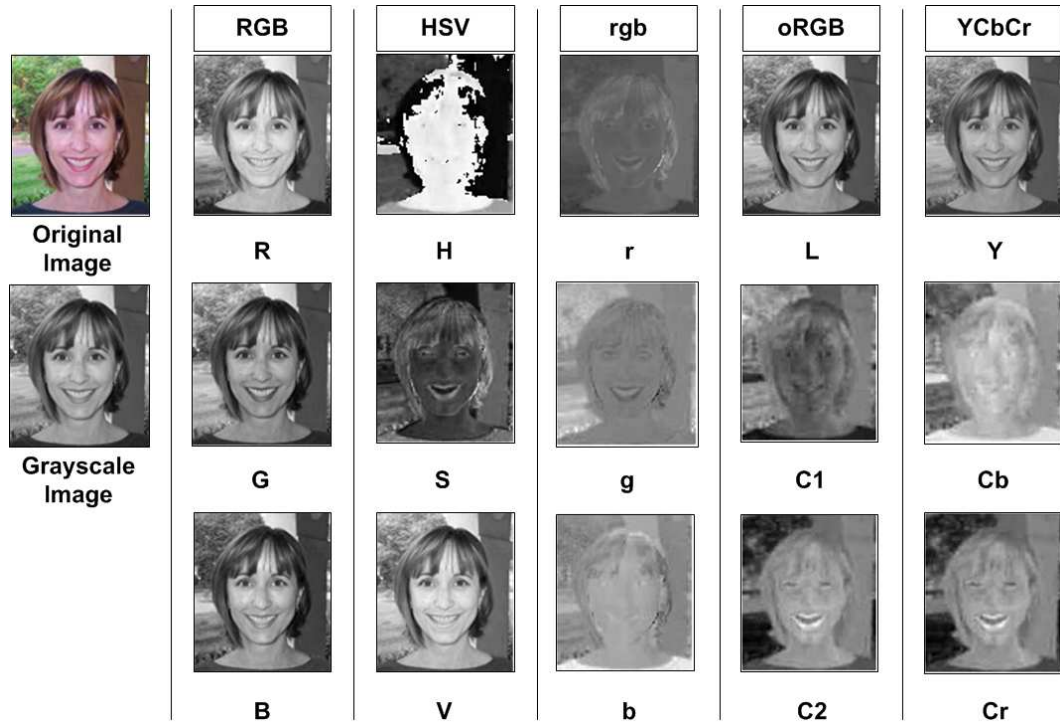 RGB HSV rgb oRGB YCbCr
Original
Image
R H r L Y
Grayscale
Image
G S g C1 Cb
B V b C2 Cr